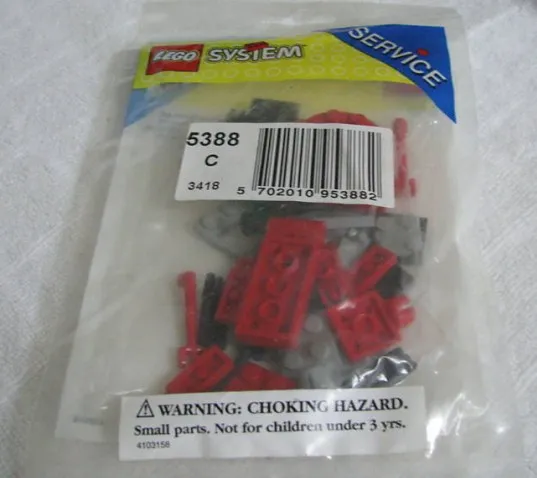 LEGO SYSTEM
SERVICE
5388
C
3418
5 702010 953882
⚠ WARNING: CHOKING HAZARD.
Small parts. Not for children under 3 yrs.
4103158